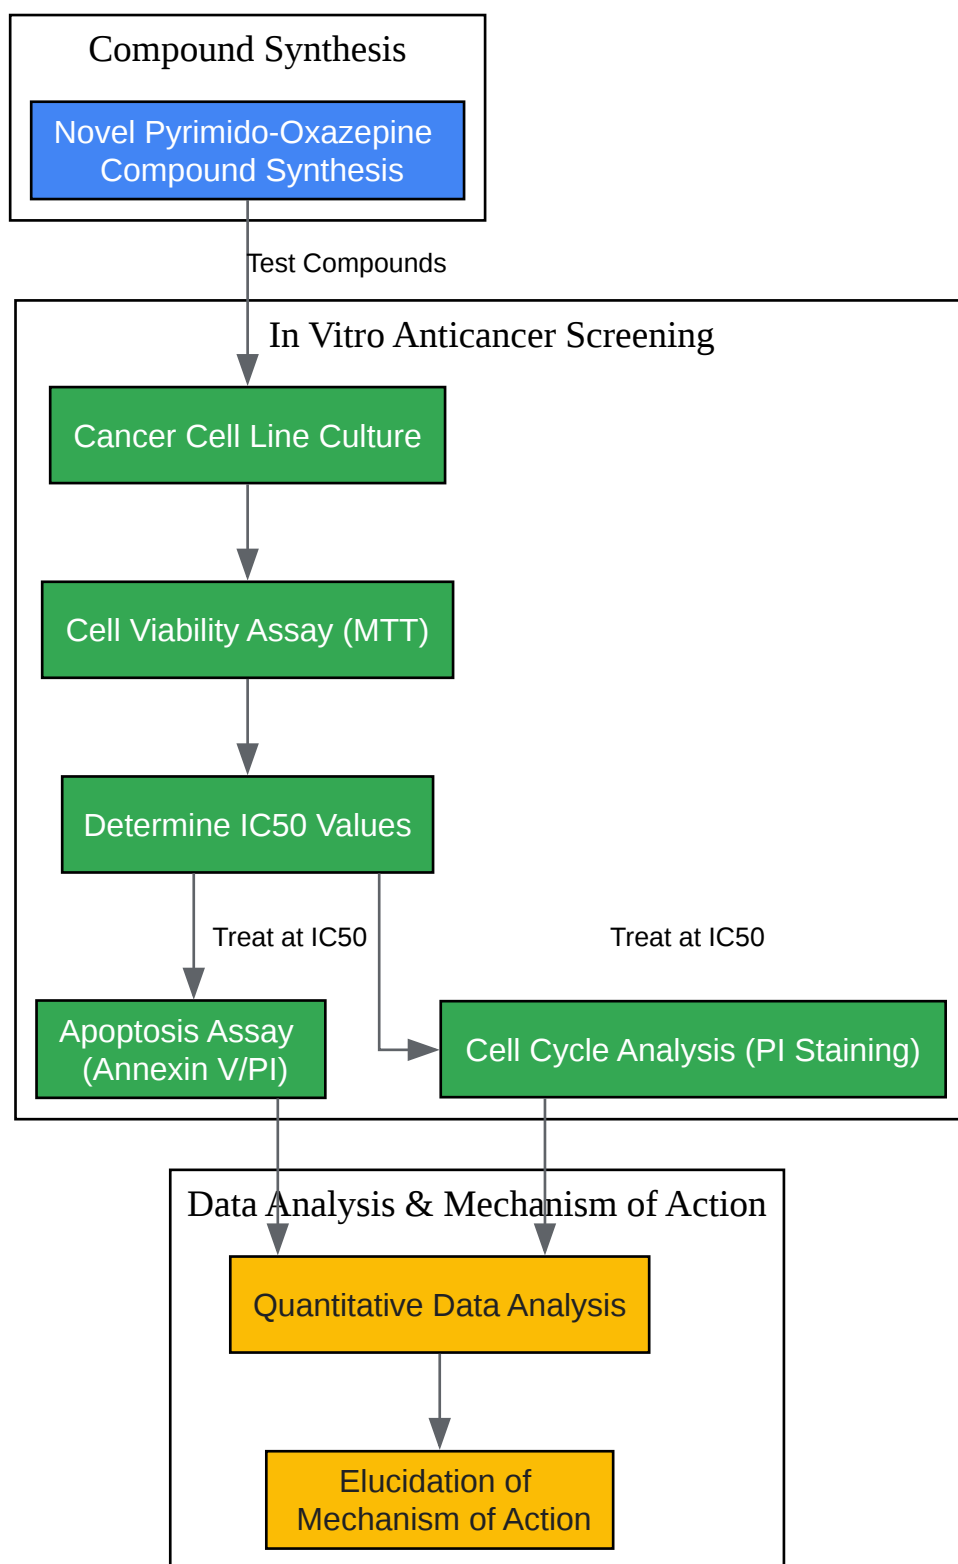 Compound Synthesis
Novel Pyrimido-Oxazepine
Compound Synthesis
Test Compounds
In Vitro Anticancer Screening
Cancer Cell Line Culture
Cell Viability Assay (MTT)
Determine IC50 Values
Treat at IC50
Treat at IC50
Apoptosis Assay
(Annexin V/PI)
Cell Cycle Analysis (PI Staining)
Data Analysis & Mechanism of Action
Quantitative Data Analysis
Elucidation of
Mechanism of Action